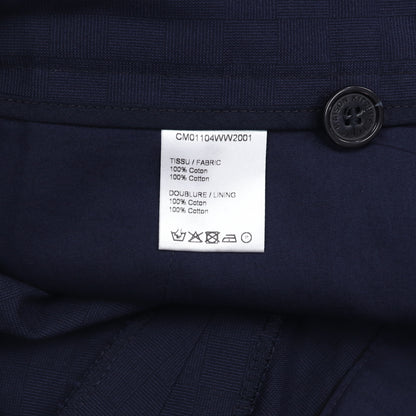 CM01104WW2001
TISSU / FABRIC
100% Coton
100% Cotton
DOUBLURE / LINING
100% Coton
100% Cotton